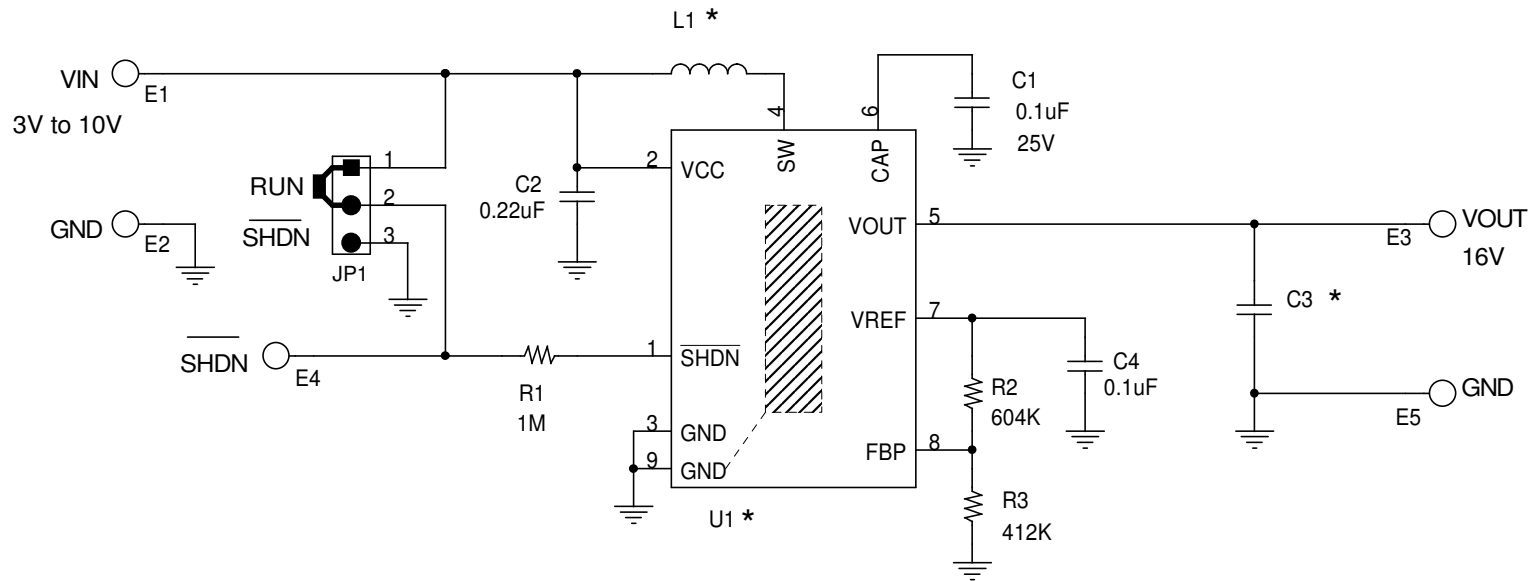 L1 *
VIN
E1
3V to 10V
4
SW
6
CAP
C1
0.1uF
25V
1
2
VCC
RUN
2
C2
0.22uF
GND
E2
SHDN
3
JP1
VOUT
5
E3
VOUT
16V
VREF
7
C3 *
SHDN
E4
R1
1M
1
SHDN
R2
604K
C4
0.1uF
GND
E5
3
GND
9
GND
FBP
8
R3
412K
U1 *